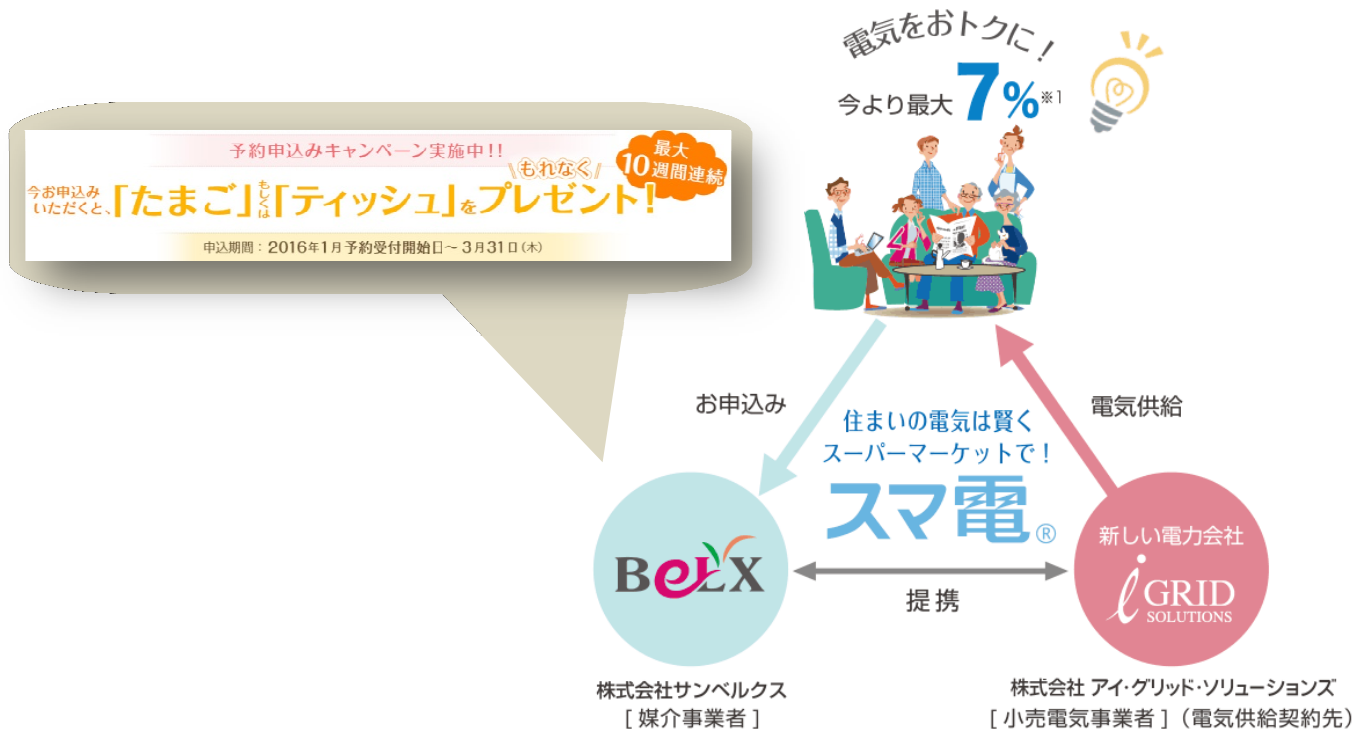 電気をおトクに!
今より最大7%※1
予約申込みキャンペーン実施中!!
最大
10週間連続
もれなく
今お申込み
いただくと、「たまご」もしくは「ティッシュ」をプレゼント!
申込期間:2016年1月予約受付開始日~3月31日(木)
お申込み
電気供給
住まいの電気は賢く
スーパーマーケットで!
スマ電®
BeLX
新しい電力会社
i GRID
SOLUTIONS
提携
株式会社サンベルクス
[媒介事業者]
株式会社 アイ・グリッド・ソリューションズ
[小売電気事業者](電気供給契約先)